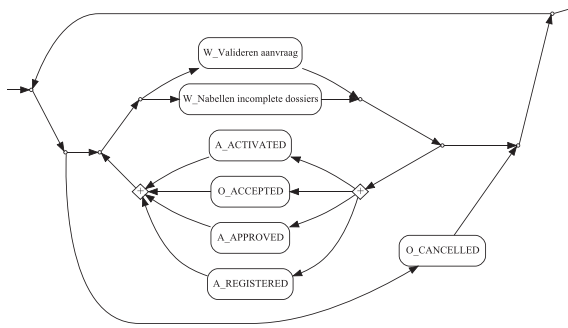 W_Valideren aanvraag
W_Nabellen incomplete dossiers
A_ACTIVATED
+
O_ACCEPTED
+
A_APPROVED
O_CANCELLED
A_REGISTERED